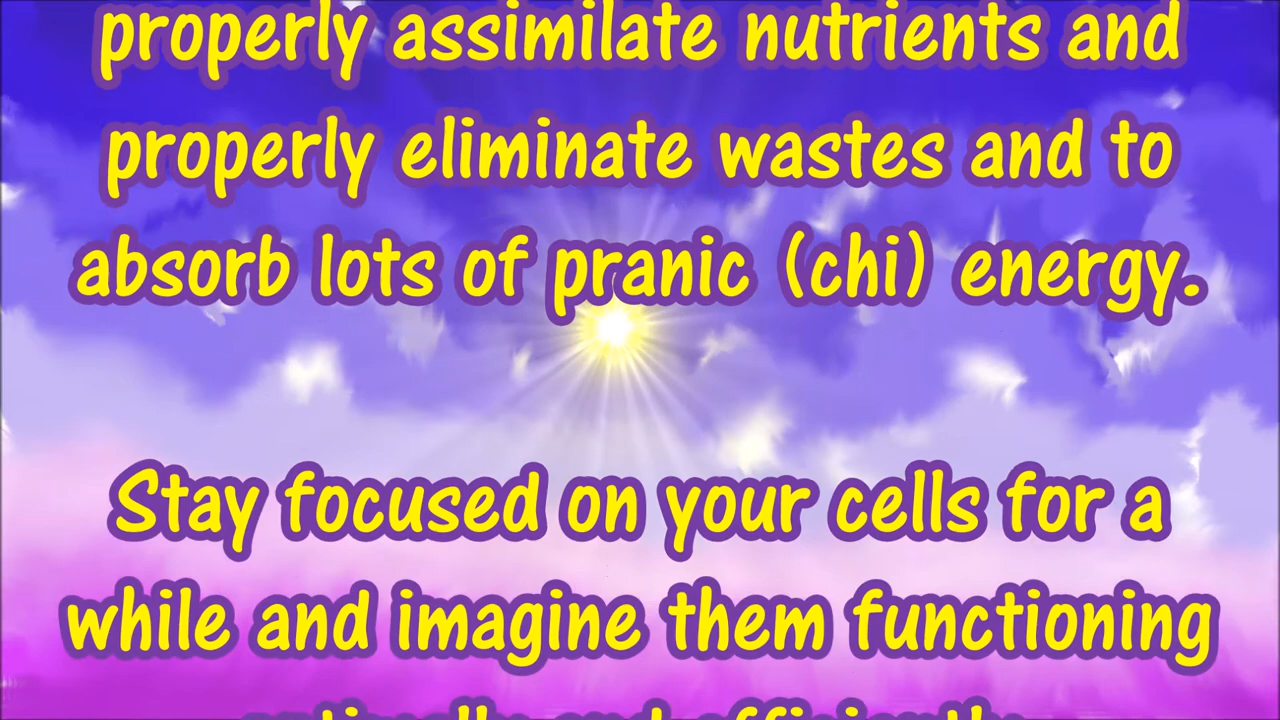 properly assimilate nutrients and
properly eliminate wastes and to
absorb lots of pranic (chi) energy.
Stay focused on your cells for a
while and imagine them functioning